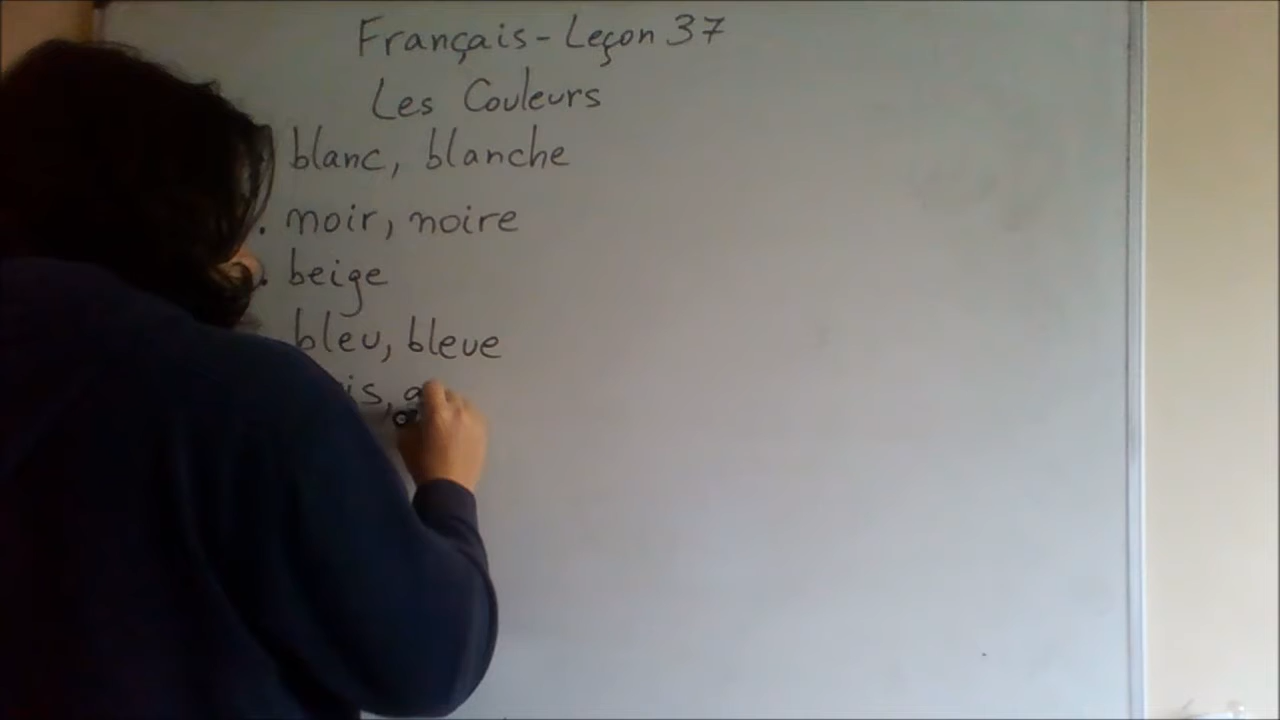 Français - Leçon 37
Les Couleurs
blanc, blanche
. noir, noire
. beige
bleu, bleue
is, g